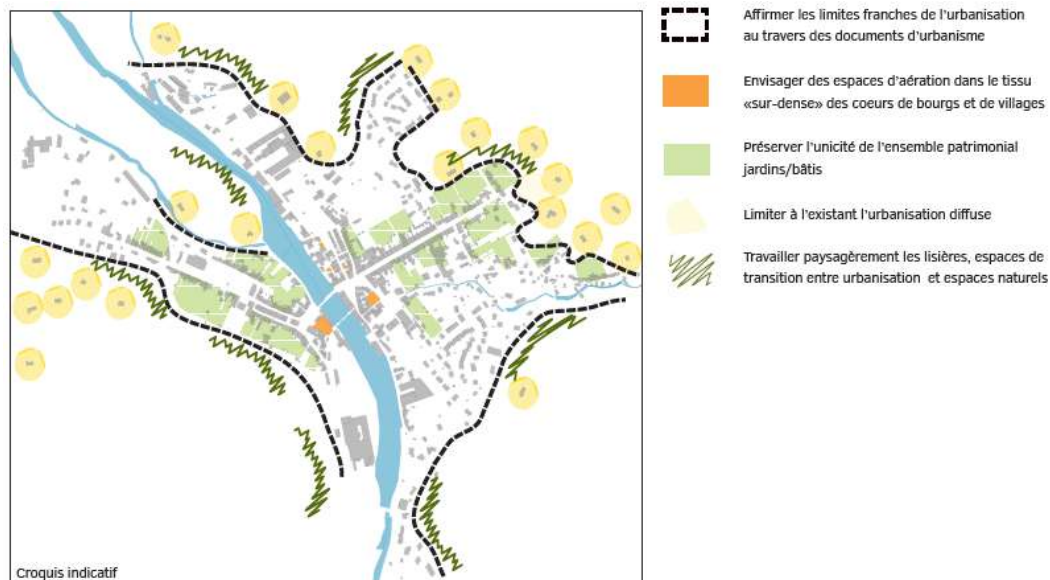 Affirmer les limites franches de l'urbanisation
au travers des documents d'urbanisme
Envisager des espaces d'aération dans le tissu
«sur-dense» des coeurs de bourgs et de villages
Préserver l'unicité de l'ensemble patrimonial
jardins/bâtis
Limiter à l'existant l'urbanisation diffuse
Travailler paysagèrement les lisières, espaces de
transition entre urbanisation et espaces naturels
Croquis indicatif